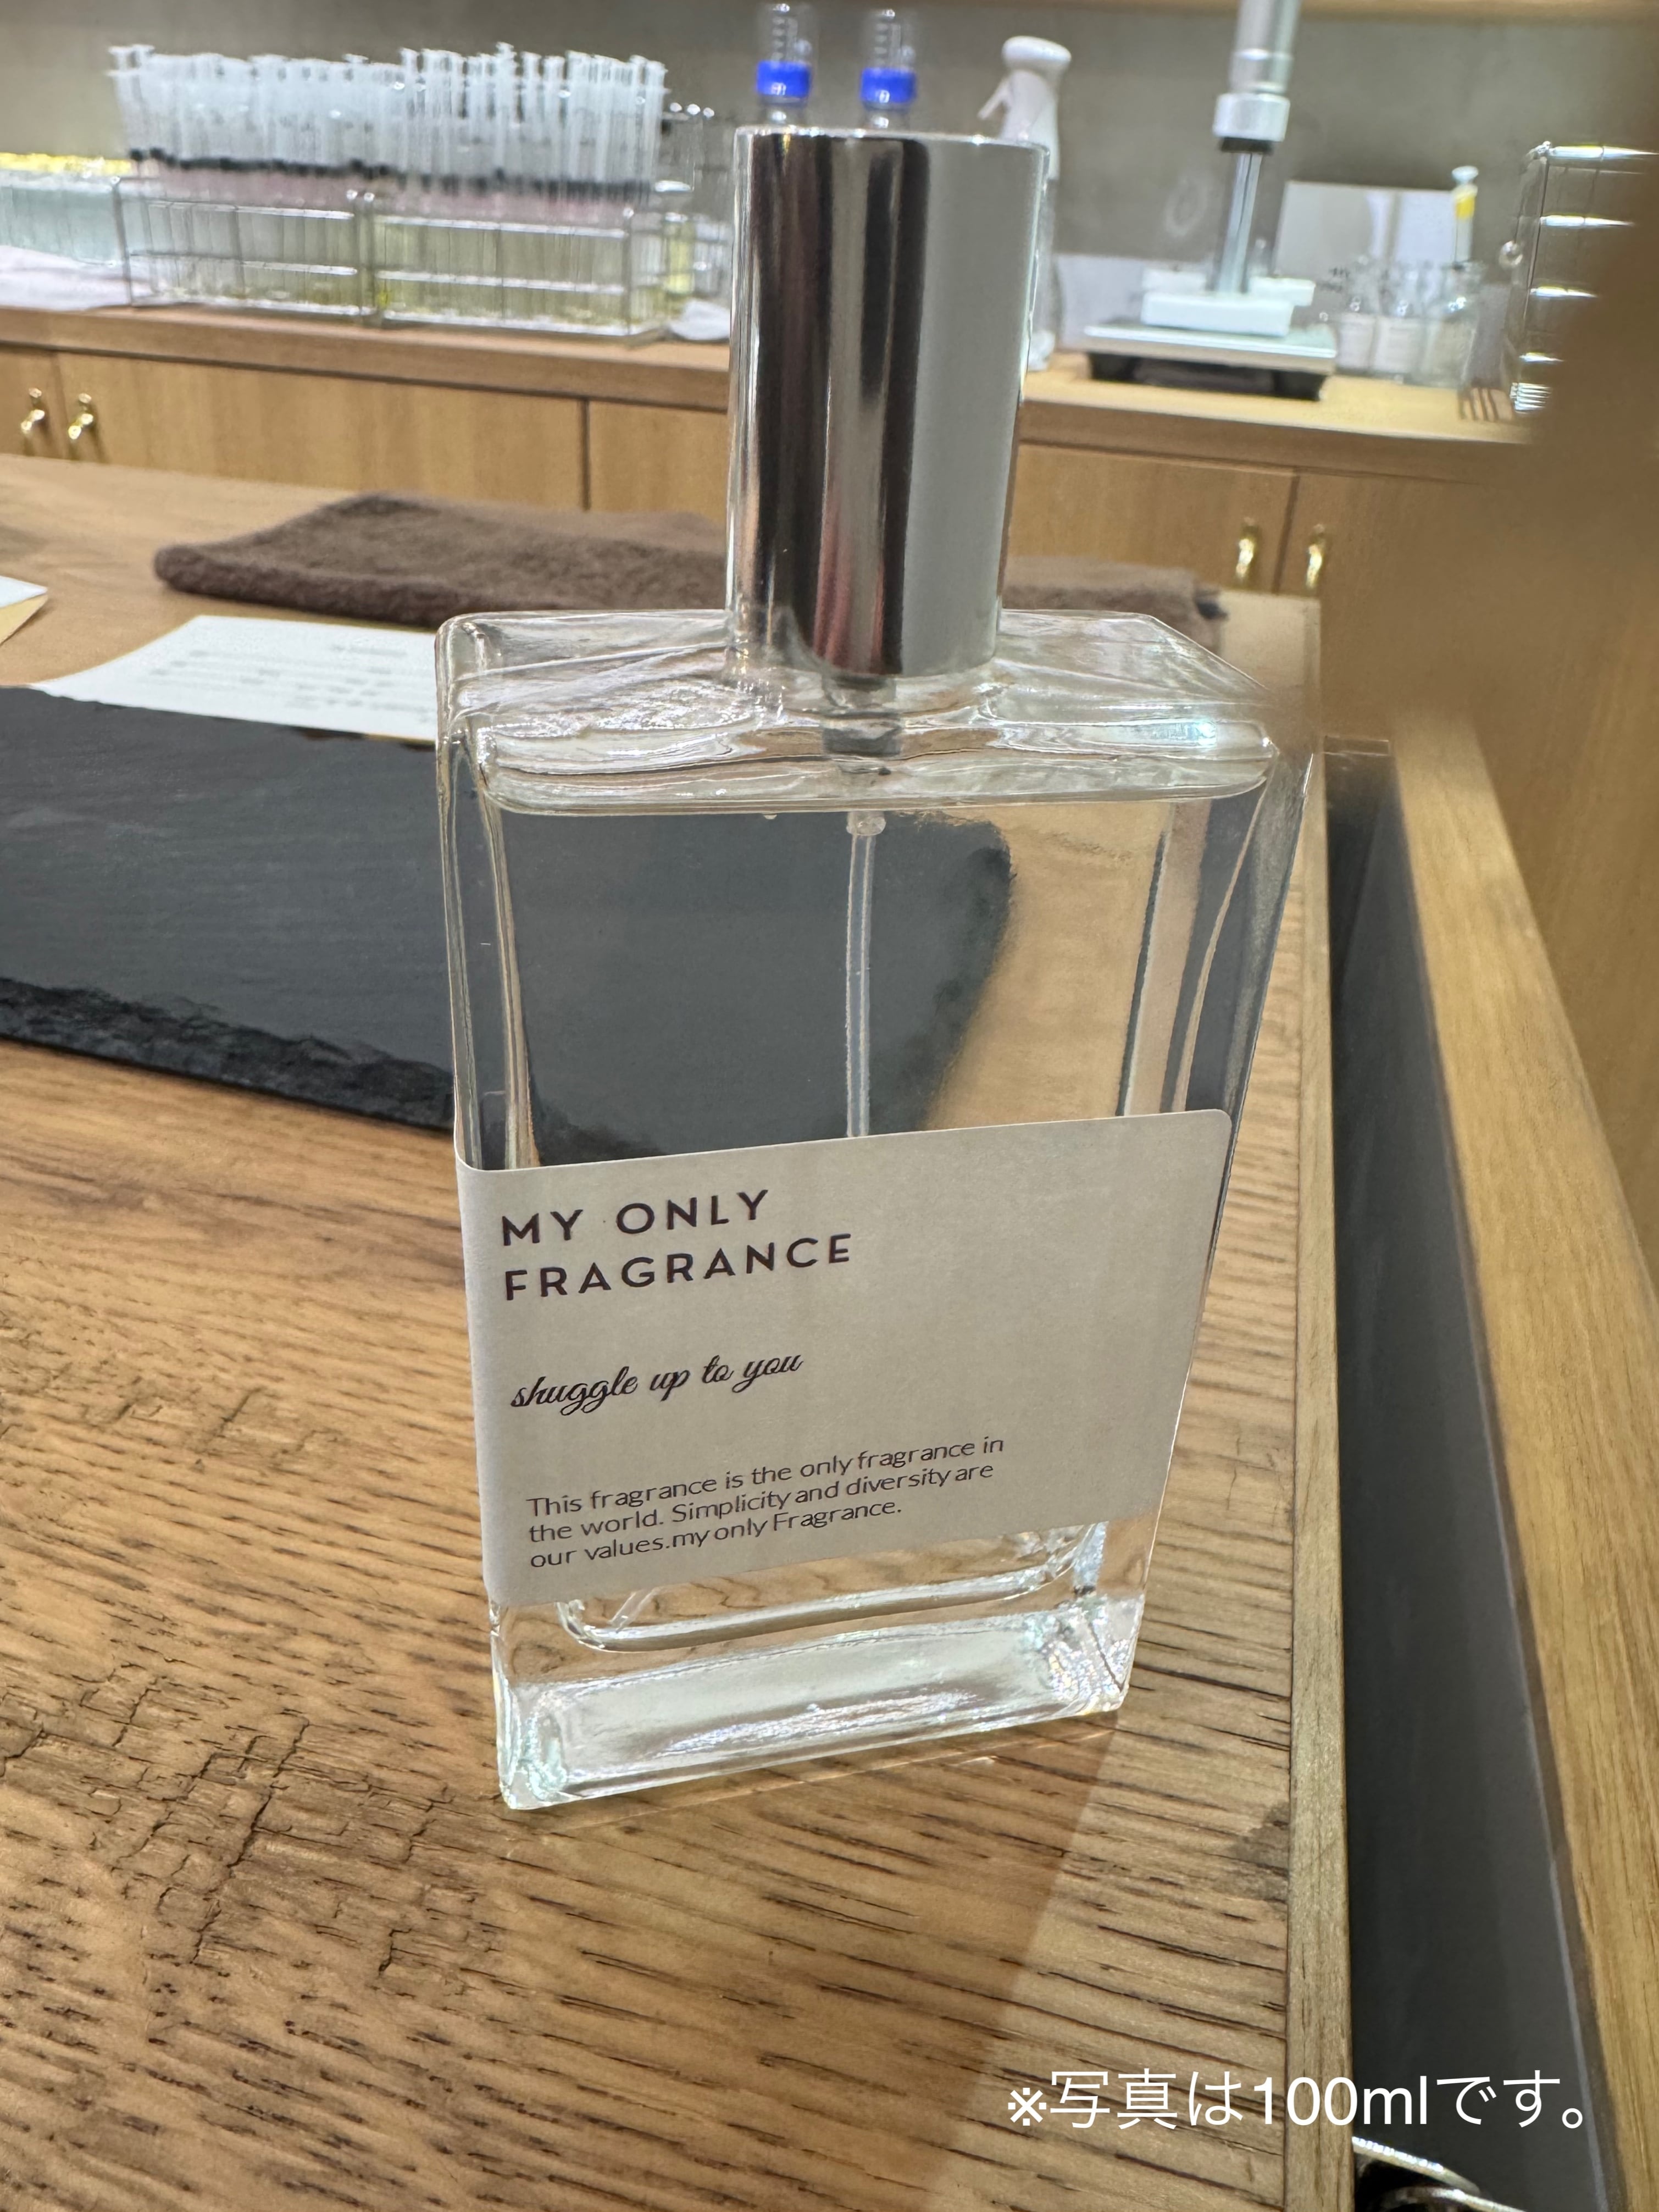 MY ONLY
FRAGRANCE
shuggle up to you
This fragrance is the only fragrance in
the world. Simplicity and diversity are
our values.my only Fragrance.
※写真は100mlです。